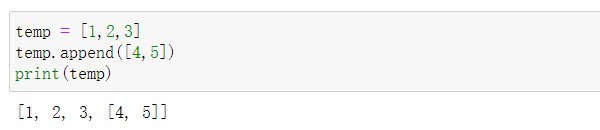 temp = [1,2,3]
temp.append([4,5])
print(temp)
[1, 2, 3, [4, 5]]